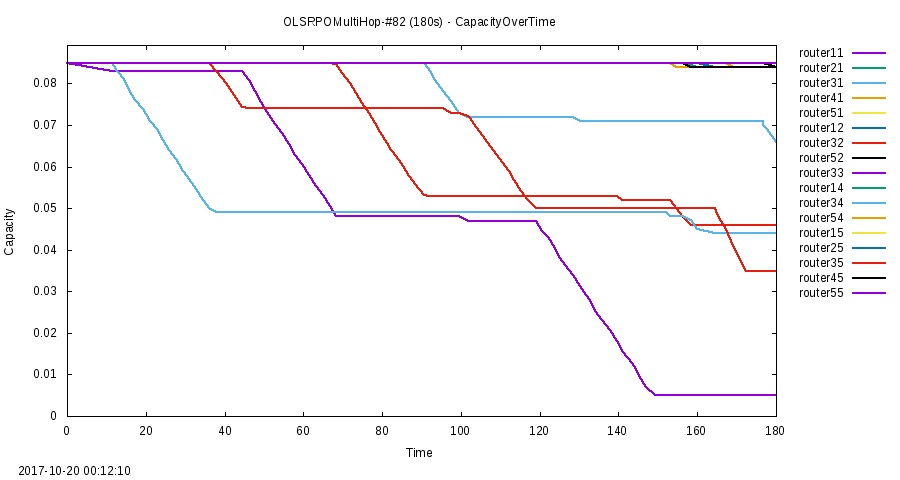 OLSRPOMultiHop-#82 (180s) - CapacityOverTime
router11
router21
router31
router41
router51
router12
router32
router52
router33
router14
router34
router54
router15
router25
router35
router45
router55
Capacity
0.08
0.07
0.06
0.05
0.04
0.03
0.02
0.01
0
0 20 40 60 80 100 120 140 160 180
Time
2017-10-20 00:12:10